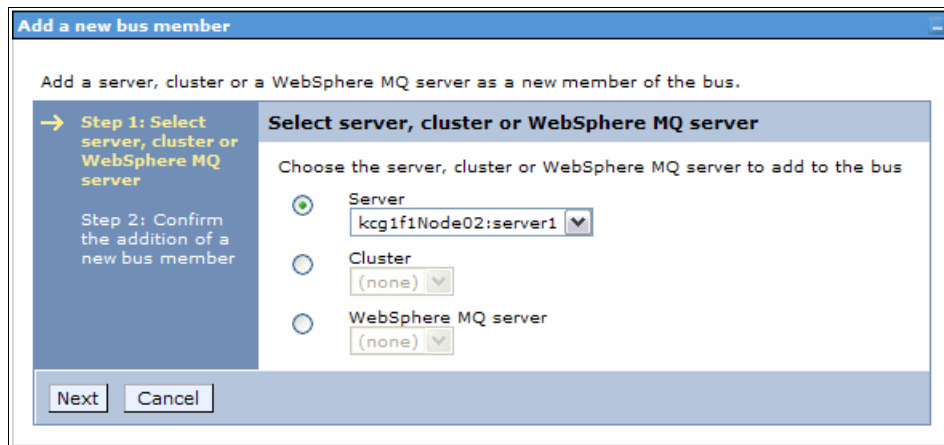 Add a new bus member
Add a server, cluster or a WebSphere MQ server as a new member of the bus.
Step 1: Select
server, cluster or
WebSphere MQ
server
Step 2: Confirm
the addition of a
new bus member
Select server, cluster or WebSphere MQ server
Choose the server, cluster or WebSphere MQ server to add to the bus
Server
kcg1f1Node02:server1
Cluster
(none)
WebSphere MQ server
(none)
Next Cancel